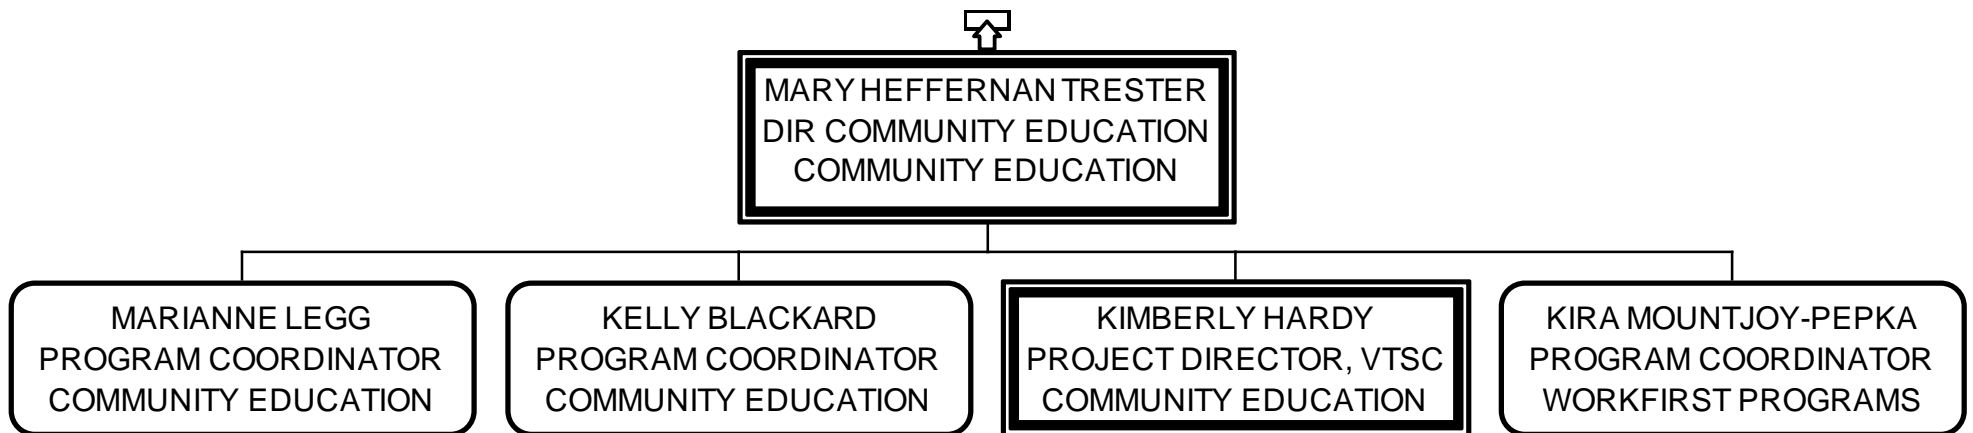 MARY HEFFERNAN TRESTER
DIR COMMUNITY EDUCATION
COMMUNITY EDUCATION
MARIANNE LEGG
PROGRAM COORDINATOR
COMMUNITY EDUCATION
KELLY BLACKARD
PROGRAM COORDINATOR
COMMUNITY EDUCATION
KIMBERLY HARDY
PROJECT DIRECTOR, VTSC
COMMUNITY EDUCATION
KIRA MOUNTJOY-PEPKA
PROGRAM COORDINATOR
WORKFIRST PROGRAMS